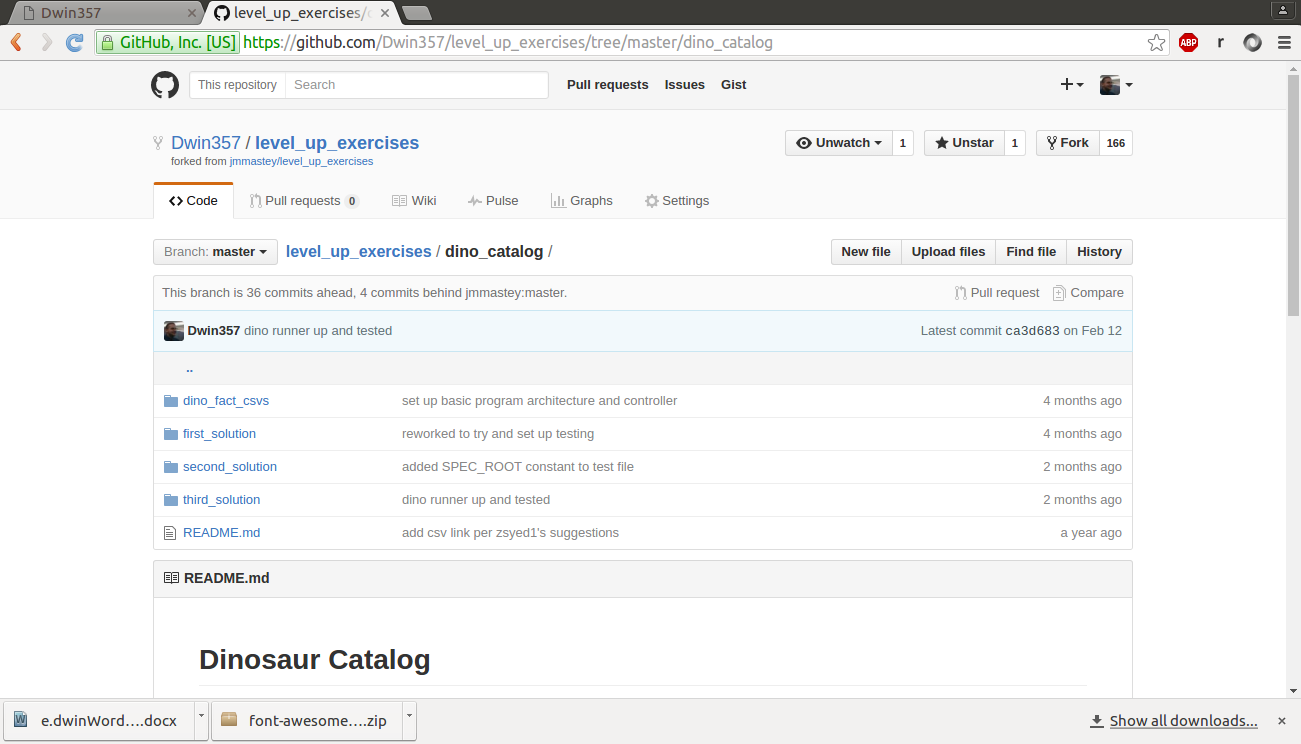 Dwin357
level_up_exercises/
GitHub, Inc. [US] https://github.com/Dwin357/level_up_exercises/tree/master/dino_catalog
ABP r
This repository Search Pull requests Issues Gist
Dwin357 / level_up_exercises
forked from jmmastey/level_up_exercises
Unwatch 1 Unstar 1 Fork 166
Code Pull requests 0 Wiki Pulse Graphs Settings
Branch: master level_up_exercises / dino_catalog / New file Upload files Find file History
This branch is 36 commits ahead, 4 commits behind jmmastey:master. Pull request Compare
Dwin357 dino runner up and tested Latest commit ca3d683 on Feb 12
..
dino_fact_csvs set up basic program architecture and controller 4 months ago
first_solution reworked to try and set up testing 4 months ago
second_solution added SPEC_ROOT constant to test file 2 months ago
third_solution dino runner up and tested 2 months ago
README.md add csv link per zsyed1's suggestions a year ago
README.md
Dinosaur Catalog
e.dwinWord....docx font-awesome....zip Show all downloads...